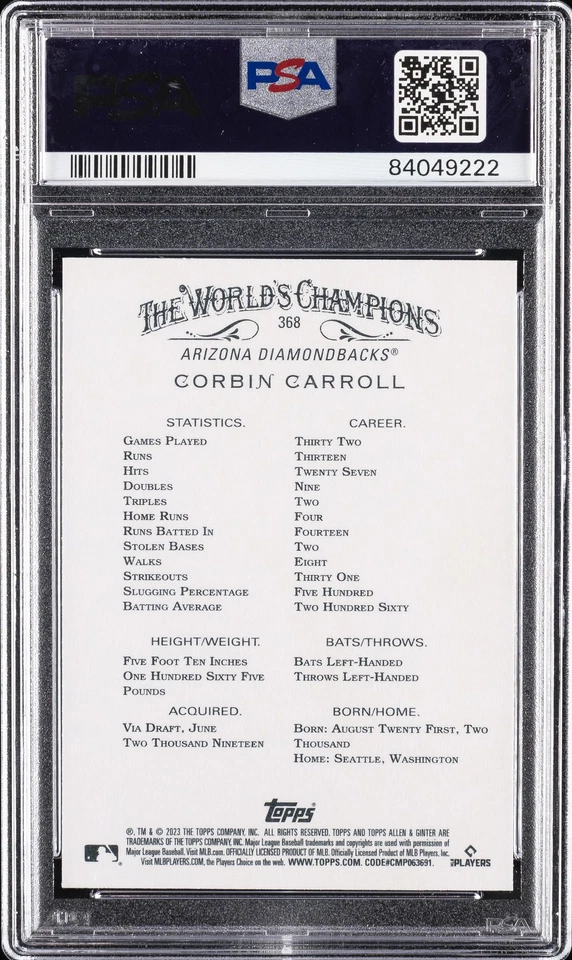 PSA
PSA
84049222
THE WORLD'S CHAMPIONS
368
ARIZONA DIAMONDBACKS®
CORBIN CARROLL
STATISTICS. CAREER.
GAMES PLAYED THIRTY TWO
RUNS THIRTEEN
HITS TWENTY SEVEN
DOUBLES NINE
TRIPLES TWO
HOME RUNS FOUR
RUNS BATTED IN FOURTEEN
STOLEN BASES TWO
WALKS EIGHT
STRIKEOUTS THIRTY ONE
SLUGGING PERCENTAGE FIVE HUNDRED
BATTING AVERAGE TWO HUNDRED SIXTY
HEIGHT/WEIGHT. BATS/THROWS.
FIVE FOOT TEN INCHES BATS LEFT-HANDED
ONE HUNDRED SIXTY FIVE THROWS LEFT-HANDED
POUNDS
ACQUIRED. BORN/HOME.
VIA DRAFT, JUNE BORN: AUGUST TWENTY FIRST, TWO
TWO THOUSAND NINETEEN THOUSAND
HOME: SEATTLE, WASHINGTON
Topps®
®, TM & © 2023 THE TOPPS COMPANY, INC. ALL RIGHTS RESERVED. TOPPS AND TOPPS ALLEN & GINTER ARE
TRADEMARKS OF THE TOPPS COMPANY, INC. Major League Baseball trademarks and copyrights are used with permission of
Major League Baseball. Visit MLB.com. OFFICIALLY LICENSED PRODUCT OF MLB. Officially Licensed Product of MLB Players, Inc.
Visit MLBPLAYERS.COM, the Players Choice on the web. WWW.TOPPS.COM. CODE#CMP063691.
PLAYERS
PSA